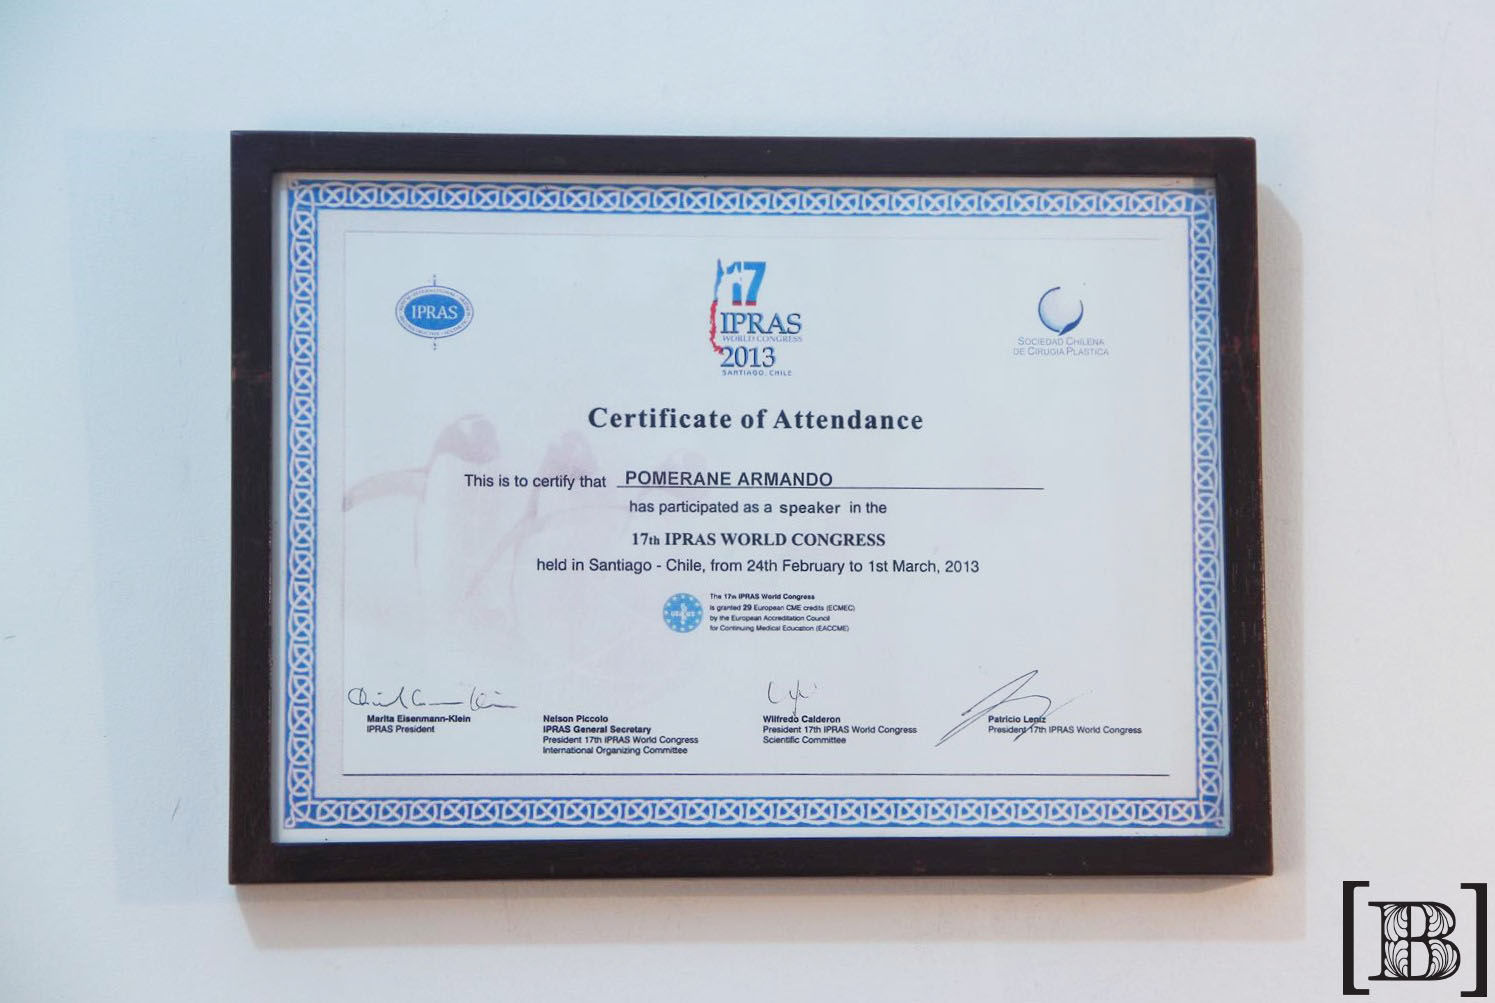 IPRAS
17
IPRAS
WORLD CONGRESS
2013
SANTIAGO, CHILE
SOCIEDAD CHILENA
DE CIRUGIA PLASTICA
Certificate of Attendance
This is to certify that POMERANE ARMANDO
has participated as a speaker in the
17th IPRAS WORLD CONGRESS
held in Santiago - Chile, from 24th February to 1st March, 2013
The 17th IPRAS World Congress
is granted 29 European CME credits (ECMEC)
by the European Accreditation Council
for Continuing Medical Education (EACCME)
Marita Eisenmann-Klein
IPRAS President
Nelson Piccolo
IPRAS General Secretary
President 17th IPRAS World Congress
International Organizing Committee
Wilfredo Calderon
President 17th IPRAS World Congress
Scientific Committee
Patricio Leniz
President 17th IPRAS World Congress
[B]